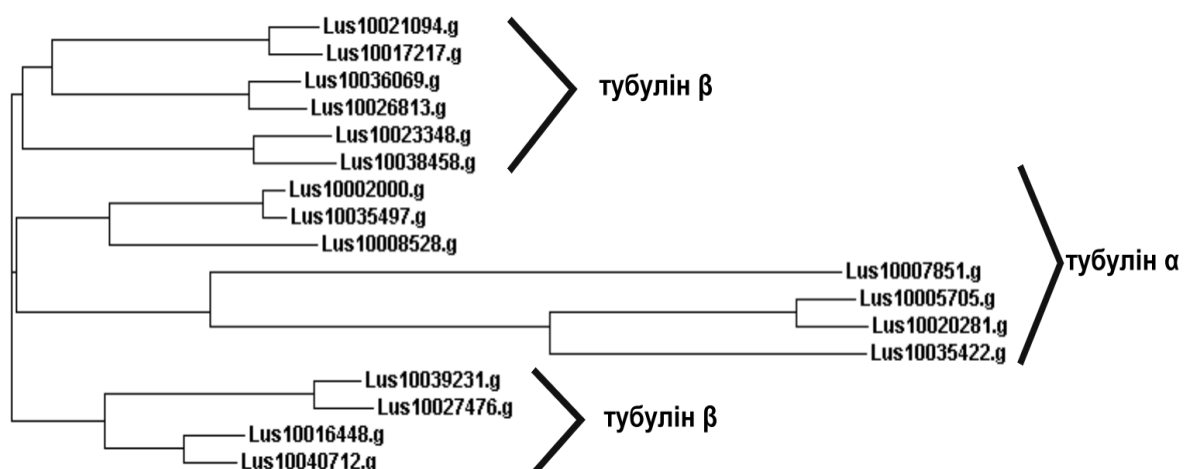 Lus10021094.g
Lus10017217.g
Lus10036069.g
Lus10026813.g
Lus10023348.g
Lus10038458.g
тубулін β
Lus10002000.g
Lus10035497.g
Lus10008528.g
Lus10007851.g
Lus10005705.g
Lus10020281.g
Lus10035422.g
тубулін α
Lus10039231.g
Lus10027476.g
Lus10016448.g
Lus10040712.g
тубулін β